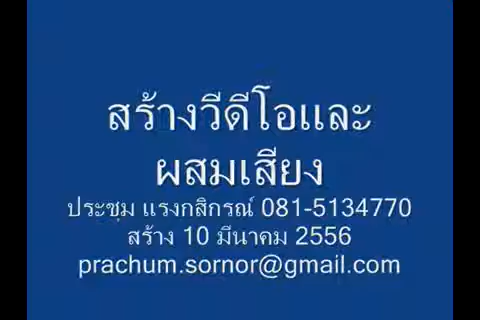 สร้างวีดีโอและ
ผสมเสียง
ประชุม แรงกสิกรณ์ 081-5134770
สร้าง 10 มีนาคม 2556
prachum.sornor@gmail.com